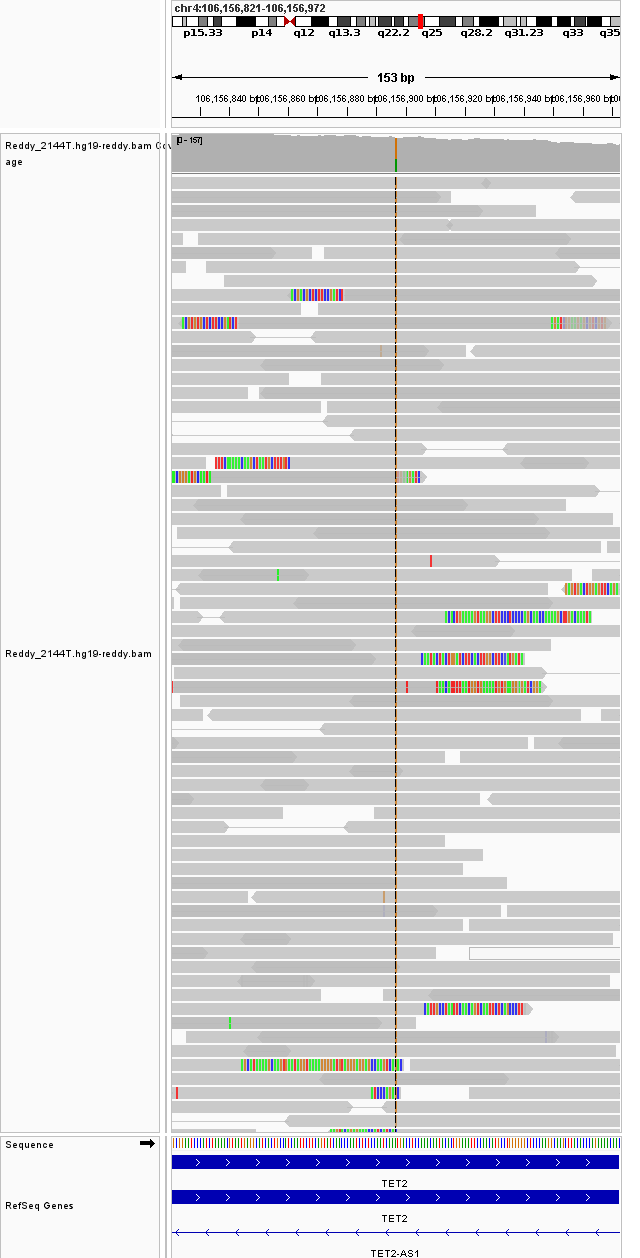 chr4:106,156,821-106,156,972
p15.33 p14 q12 q13.3 q22.2 q25 q28.2 q31.23 q33 q35
153 bp
106,156,840 bp 106,156,860 bp 106,156,880 bp 106,156,900 bp 106,156,920 bp 106,156,940 bp 106,156,960 bp
Reddy_2144T.hg19-reddy.bam Cov
age
[0 - 157]
Reddy_2144T.hg19-reddy.bam
Sequence
TET2
RefSeq Genes
TET2
TET2-AS1